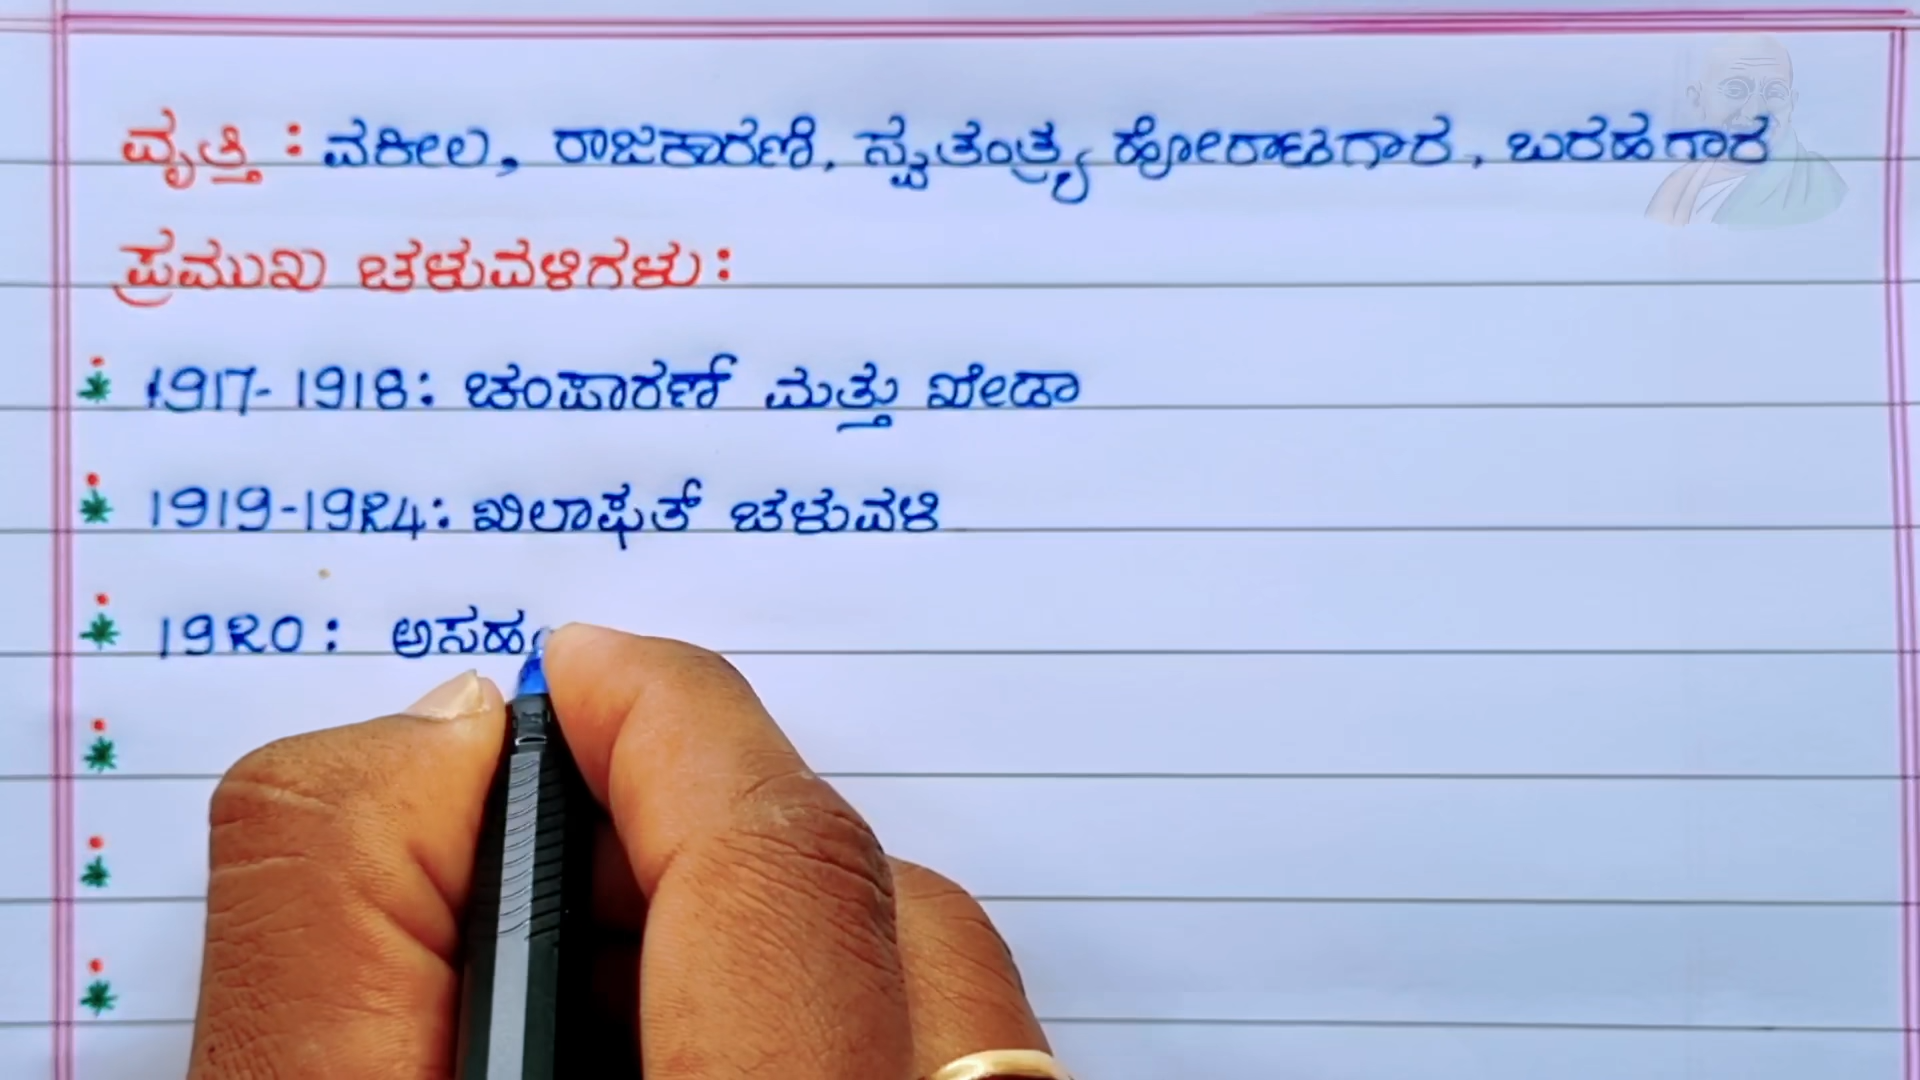 ವೃತ್ತಿ : ವಕೀಲ, ರಾಜಕಾರಣಿ, ಸ್ವತಂತ್ರ್ಯ ಹೋರಾಟಗಾರ, ಬರಹಗಾರ
ಪ್ರಮುಖ ಚಳುವಳಿಗಳು:
1917-1918: ಚಂಪಾರಣ್ ಮತ್ತು ಖೇಡಾ
1919-1924: ಖಿಲಾಫತ್ ಚಳುವಳಿ
1920: ಅಸಹ